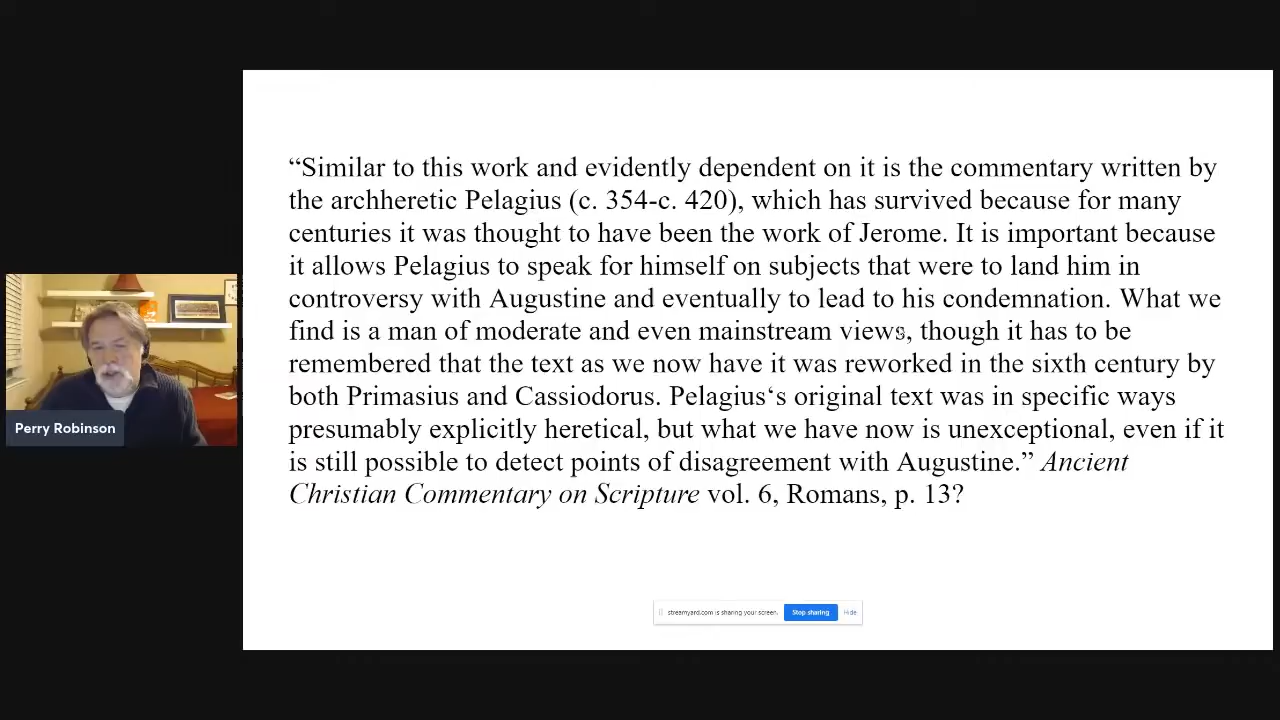 “Similar to this work and evidently dependent on it is the commentary written by
the archheretic Pelagius (c. 354-c. 420), which has survived because for many
centuries it was thought to have been the work of Jerome. It is important because
it allows Pelagius to speak for himself on subjects that were to land him in
controversy with Augustine and eventually to lead to his condemnation. What we
find is a man of moderate and even mainstream views, though it has to be
remembered that the text as we now have it was reworked in the sixth century by
both Primasius and Cassiodorus. Pelagius‘s original text was in specific ways
presumably explicitly heretical, but what we have now is unexceptional, even if it
is still possible to detect points of disagreement with Augustine.” Ancient
Christian Commentary on Scripture vol. 6, Romans, p. 13?
Perry Robinson
streamyard.com is sharing your screen. Stop sharing Hide